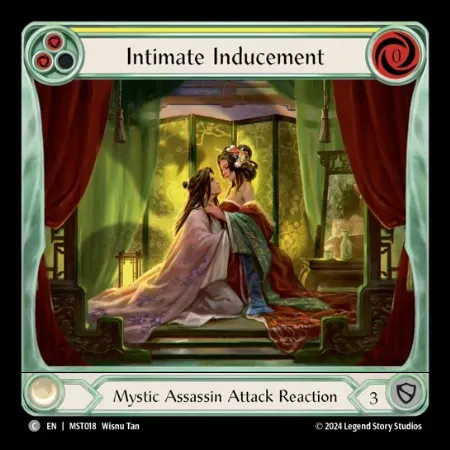 Intimate Inducement
0
Mystic Assassin Attack Reaction
3
C EN | MST018 Wisnu Tan
© 2024 Legend Story Studios